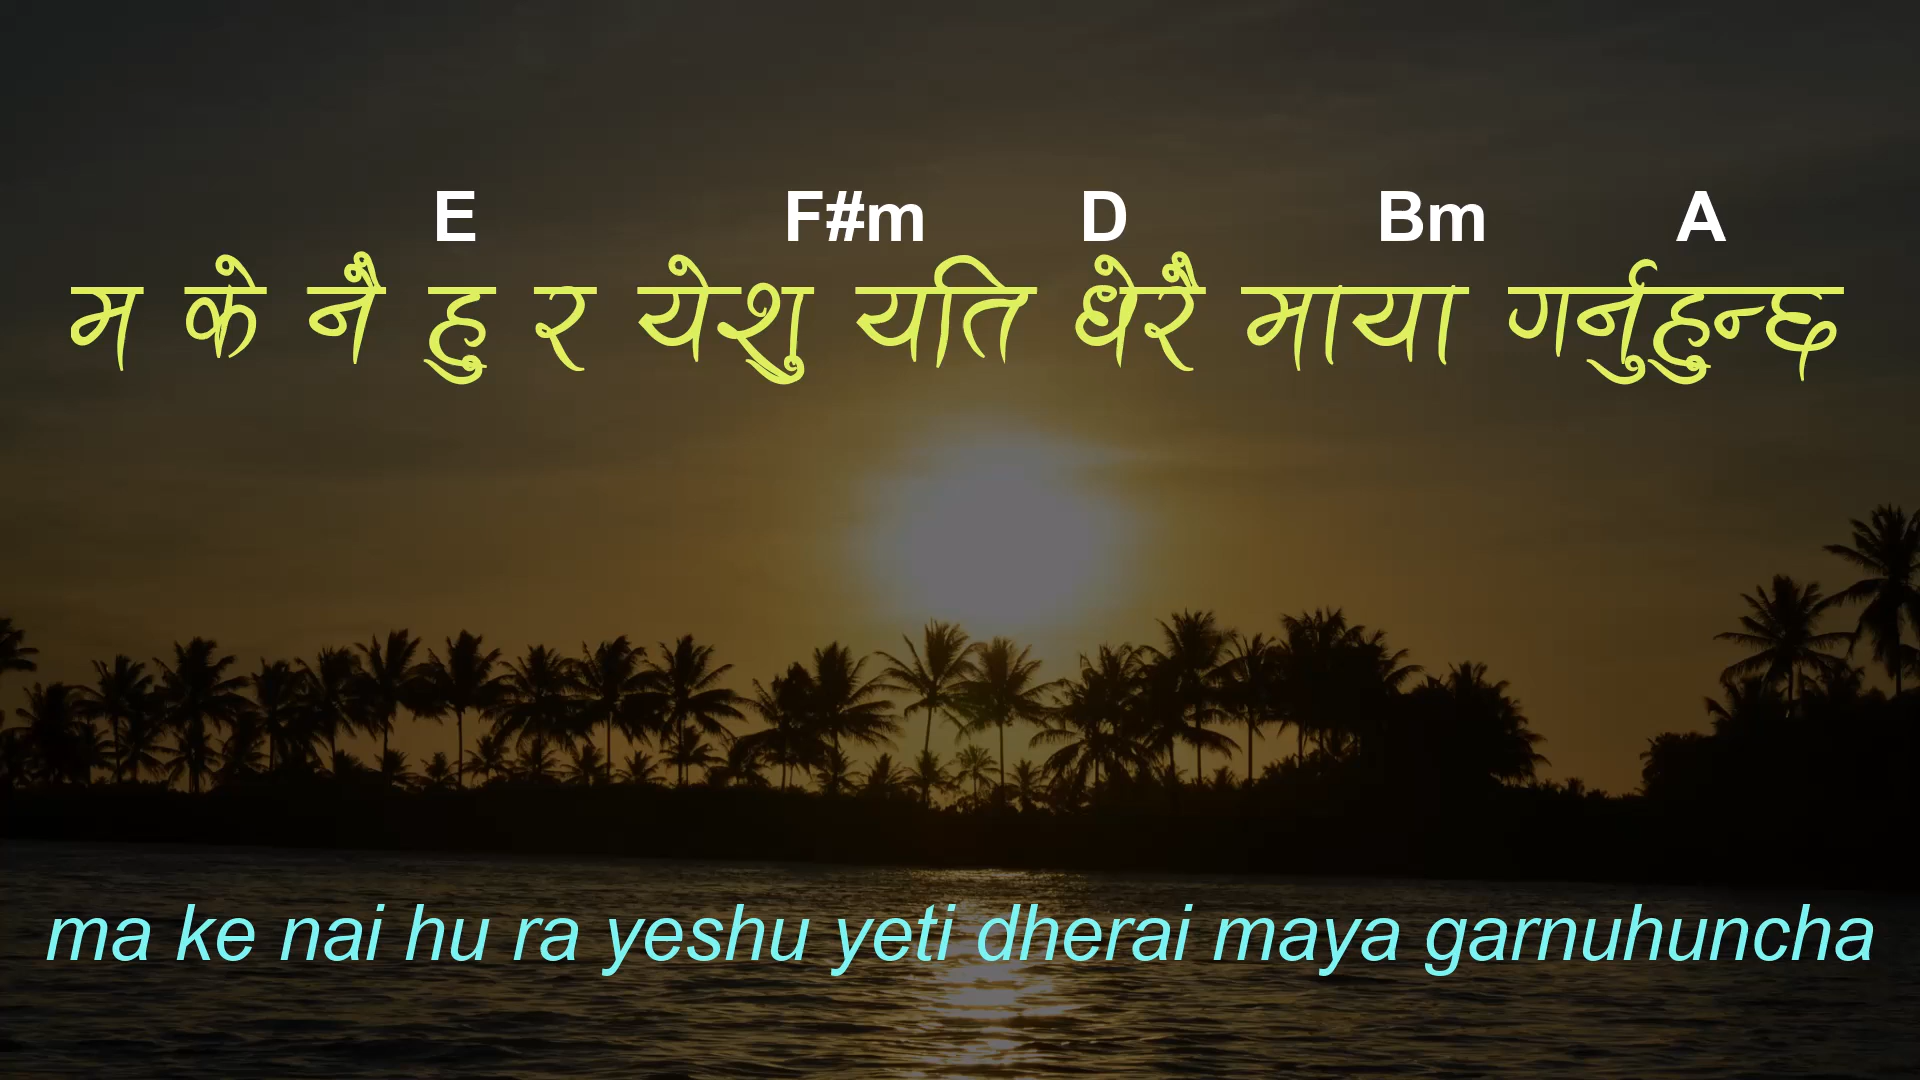 E F#m D Bm A
म के नै हु र येशु यति धेरै माया गर्नुहुन्छ
ma ke nai hu ra yeshu yeti dherai maya garnuhuncha